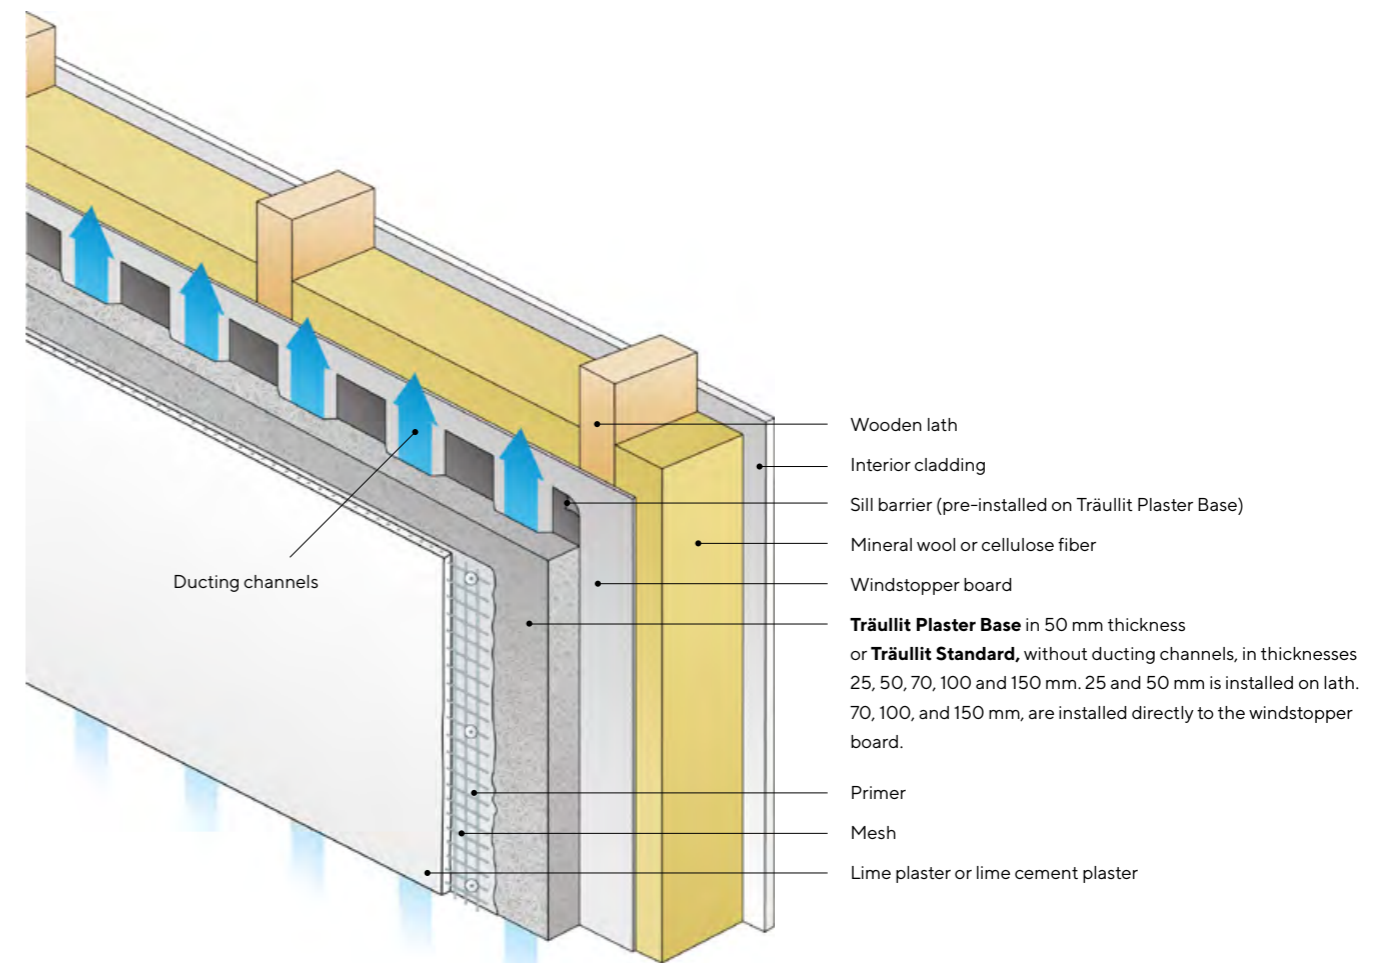 Wooden lath
Interior cladding
Sill barrier (pre-installed on Träullit Plaster Base)
Mineral wool or cellulose fiber
Windstopper board
Ducting channels
Träullit Plaster Base in 50 mm thickness
or Träullit Standard, without ducting channels, in thicknesses
25, 50, 70, 100 and 150 mm. 25 and 50 mm is installed on lath.
70, 100, and 150 mm, are installed directly to the windstopper
board.
Primer
Mesh
Lime plaster or lime cement plaster